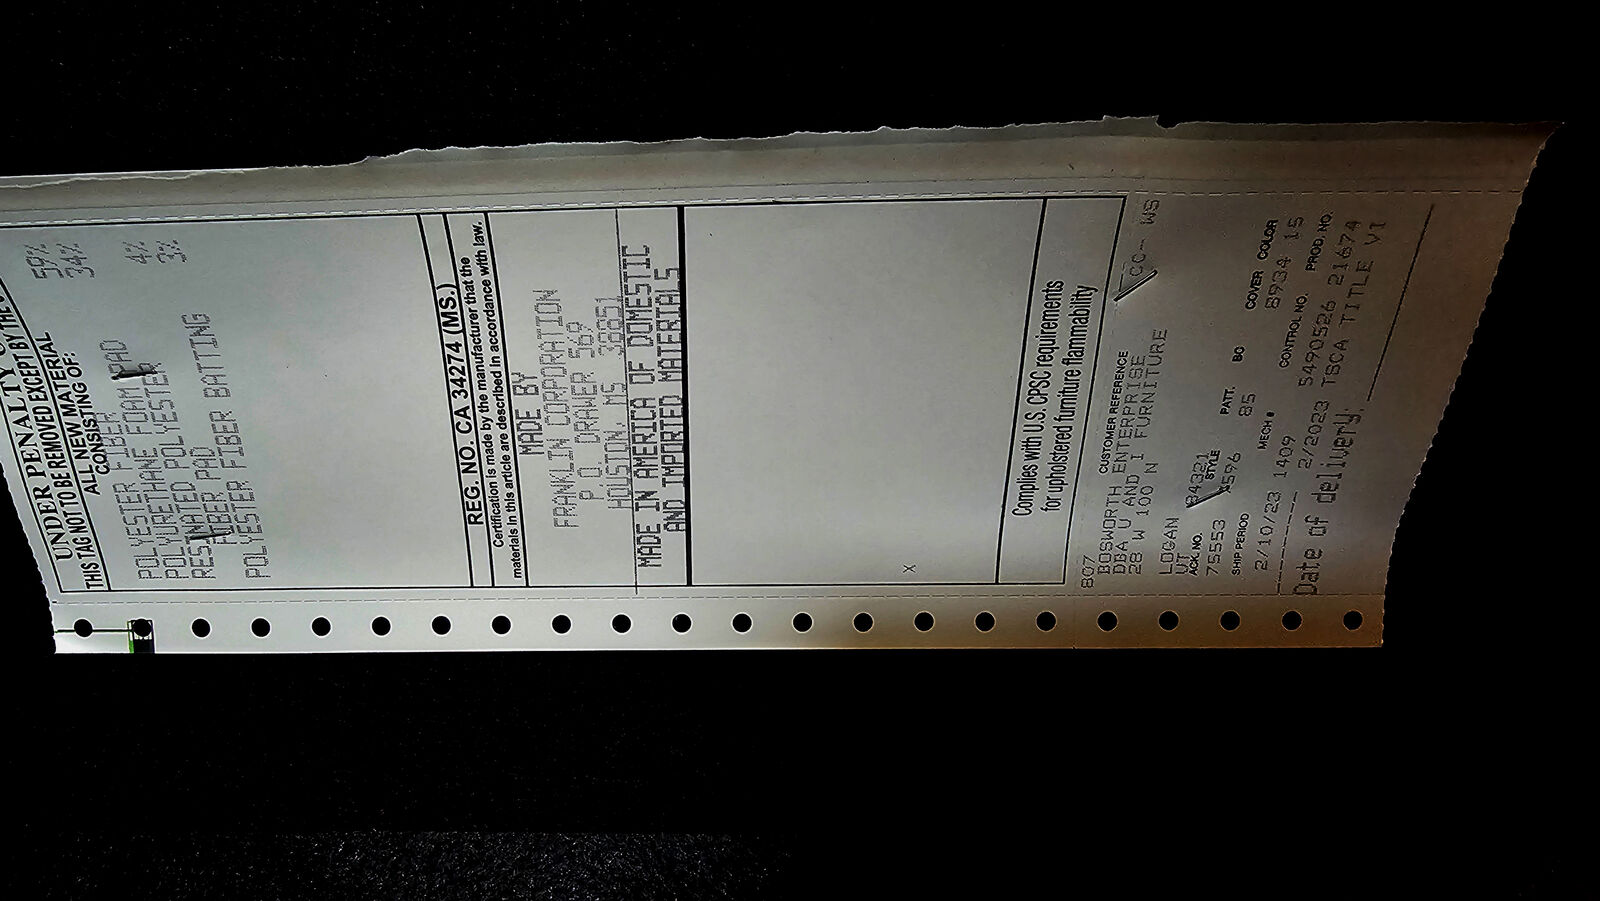 UNDER PENALTY
THIS TAG NOT TO BE REMOVED EXCEPT BY THE
ALL NEW MATERIAL
CONSISTING OF:
POLYESTER FIBER 59%
POLYURETHANE FOAM PAD 34%
RESINATED POLYESTER
FIBER PAD 4%
POLYESTER FIBER BATTING 3%
REG. NO. CA 34274 (MS.)
Certification is made by the manufacturer that the
materials in this article are described in accordance with law.
MADE BY
FRANKLIN CORPORATION
P O. DRAWER 569
HOUSTON, MS 38851
MADE IN AMERICA OF DOMESTIC
AND IMPORTED MATERIALS
X
Complies with U.S. CPSC requirements
for upholstered furniture flammability
807 CUSTOMER REFERENCE CC- WS
BOSWORTH ENTERPRISE
DBA U AND I FURNITURE
28 W 100 N
LOGAN 84321
UT
ACK NO. STYLE PATT. BC COVER COLOR
75553 596 85 8934 15
SHIP PERIOD MECH# CONTROL NO. PROD. NO.
2/10/23 1409 5490526 21674
2/2023 TSCA TITLE VI
Date of delivery.